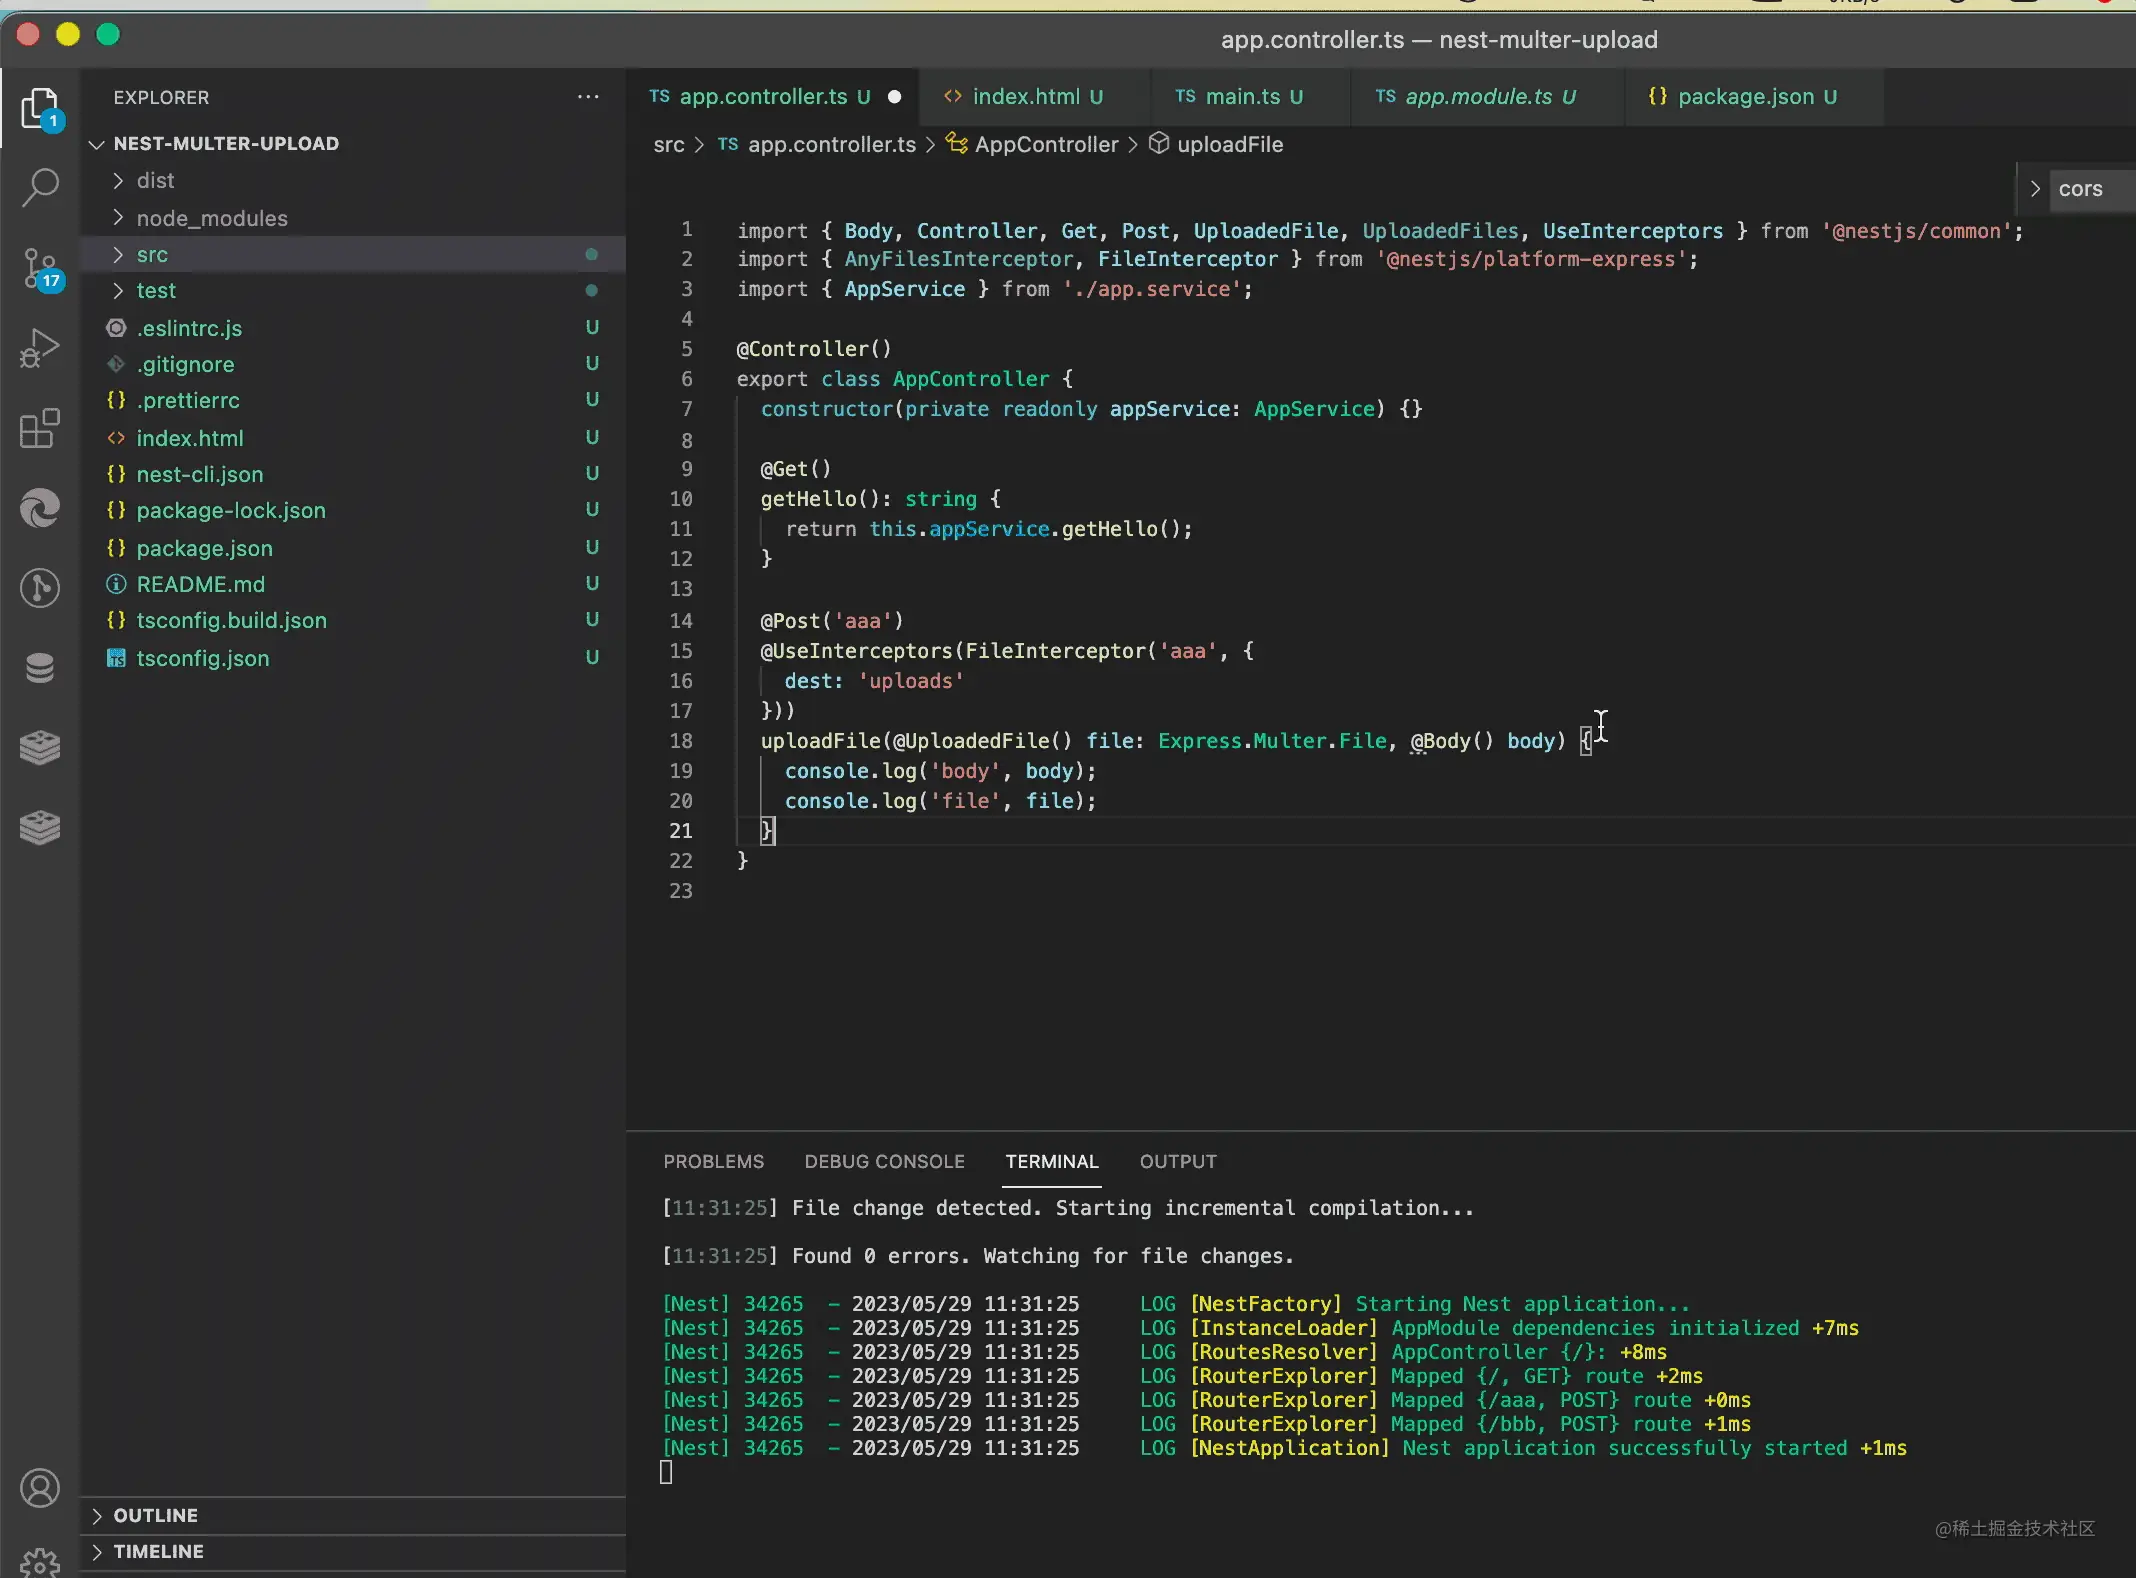 app.controller.ts — nest-multer-upload
EXPLORER
NEST-MULTER-UPLOAD
dist
node_modules
src
test
.eslintrc.js U
.gitignore U
.prettierrc U
index.html U
nest-cli.json U
package-lock.json U
package.json U
README.md U
tsconfig.build.json U
tsconfig.json U
OUTLINE
TIMELINE
1
17
TS app.controller.ts U
index.html U
TS main.ts U
TS app.module.ts U
{} package.json U
src > TS app.controller.ts > AppController > uploadFile
> cors
1 import { Body, Controller, Get, Post, UploadedFile, UploadedFiles, UseInterceptors } from '@nestjs/common';
2 import { AnyFilesInterceptor, FileInterceptor } from '@nestjs/platform-express';
3 import { AppService } from './app.service';
4
5 @Controller()
6 export class AppController {
7 constructor(private readonly appService: AppService) {}
8
9 @Get()
10 getHello(): string {
11 return this.appService.getHello();
12 }
13
14 @Post('aaa')
15 @UseInterceptors(FileInterceptor('aaa', {
16 dest: 'uploads'
17 }))
18 uploadFile(@UploadedFile() file: Express.Multer.File, @Body() body) {
19 console.log('body', body);
20 console.log('file', file);
21 }
22 }
23
PROBLEMS DEBUG CONSOLE TERMINAL OUTPUT
[11:31:25] File change detected. Starting incremental compilation...
[11:31:25] Found 0 errors. Watching for file changes.
[Nest] 34265 - 2023/05/29 11:31:25 LOG [NestFactory] Starting Nest application...
[Nest] 34265 - 2023/05/29 11:31:25 LOG [InstanceLoader] AppModule dependencies initialized +7ms
[Nest] 34265 - 2023/05/29 11:31:25 LOG [RoutesResolver] AppController {/}: +8ms
[Nest] 34265 - 2023/05/29 11:31:25 LOG [RouterExplorer] Mapped {/, GET} route +2ms
[Nest] 34265 - 2023/05/29 11:31:25 LOG [RouterExplorer] Mapped {/aaa, POST} route +0ms
[Nest] 34265 - 2023/05/29 11:31:25 LOG [RouterExplorer] Mapped {/bbb, POST} route +1ms
[Nest] 34265 - 2023/05/29 11:31:25 LOG [NestApplication] Nest application successfully started +1ms
@稀土掘金技术社区